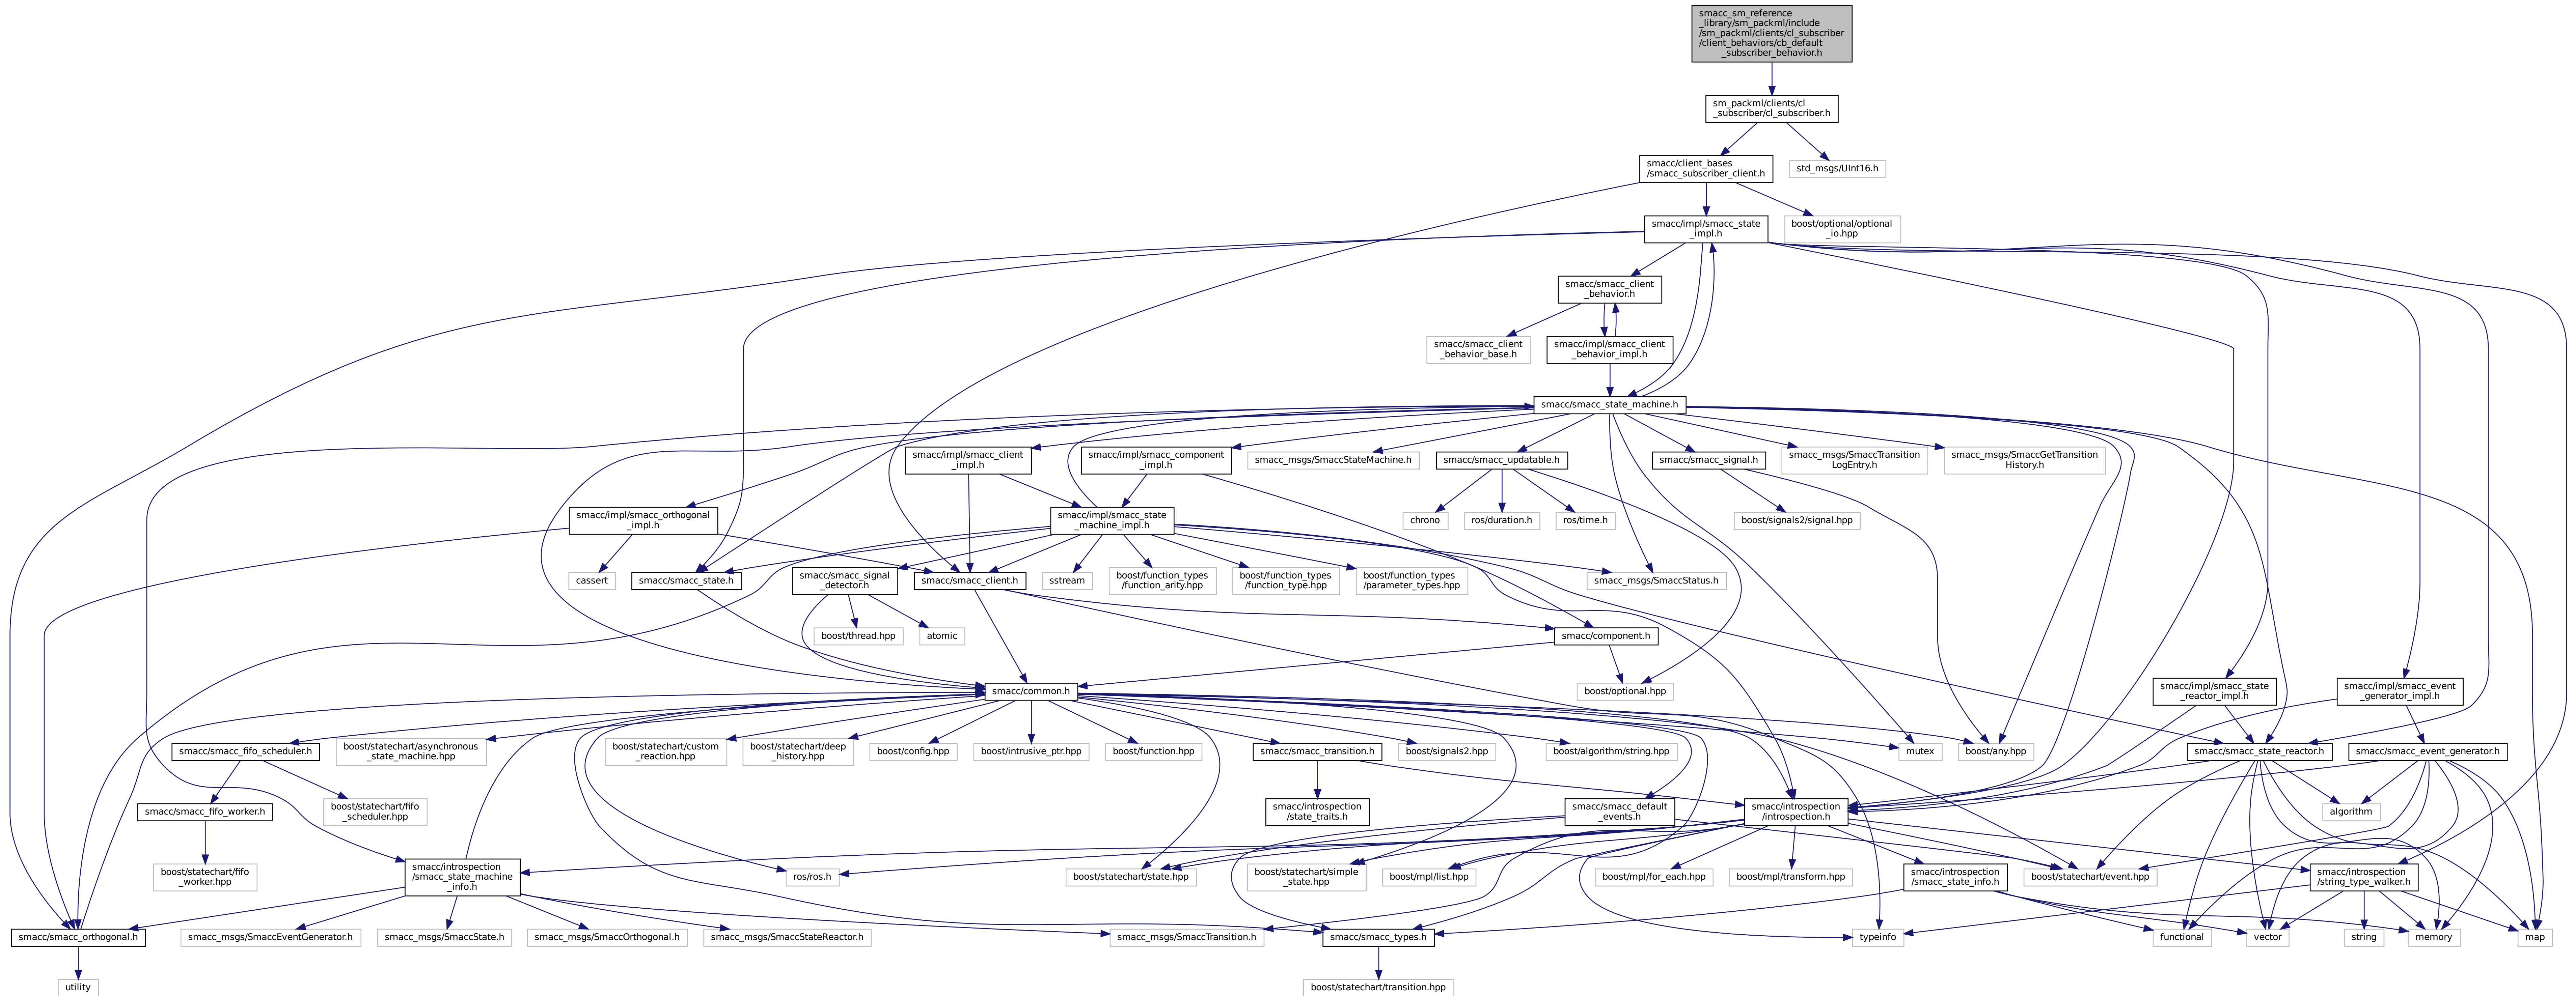 smacc_sm_reference
_library/sm_packml/include
/sm_packml/clients/cl_subscriber
/client_behaviors/cb_default
_subscriber_behavior.h
sm_packml/clients/cl
_subscriber/cl_subscriber.h
smacc/client_bases
/smacc_subscriber_client.h
std_msgs/UInt16.h
smacc/impl/smacc_state
_impl.h
boost/optional/optional
_io.hpp
smacc/smacc_client
_behavior.h
smacc/smacc_client
_behavior_base.h
smacc/impl/smacc_client
_behavior_impl.h
smacc/smacc_state_machine.h
smacc/impl/smacc_client
_impl.h
smacc/impl/smacc_component
_impl.h
smacc_msgs/SmaccStateMachine.h
smacc/smacc_updatable.h
smacc/smacc_signal.h
smacc_msgs/SmaccTransition
LogEntry.h
smacc_msgs/SmaccGetTransition
History.h
smacc/impl/smacc_orthogonal
_impl.h
smacc/impl/smacc_state
_machine_impl.h
chrono
ros/duration.h
ros/time.h
boost/signals2/signal.hpp
cassert
smacc/smacc_state.h
smacc/smacc_signal
_detector.h
smacc/smacc_client.h
sstream
boost/function_types
/function_arity.hpp
boost/function_types
/function_type.hpp
boost/function_types
/parameter_types.hpp
smacc_msgs/SmaccStatus.h
boost/thread.hpp
atomic
smacc/component.h
smacc/common.h
boost/optional.hpp
smacc/impl/smacc_state
_reactor_impl.h
smacc/impl/smacc_event
_generator_impl.h
smacc/smacc_fifo_scheduler.h
boost/statechart/asynchronous
_state_machine.hpp
boost/statechart/custom
_reaction.hpp
boost/statechart/deep
_history.hpp
boost/config.hpp
boost/intrusive_ptr.hpp
boost/function.hpp
smacc/smacc_transition.h
boost/signals2.hpp
boost/algorithm/string.hpp
mutex
boost/any.hpp
smacc/smacc_state_reactor.h
smacc/smacc_event_generator.h
smacc/smacc_fifo_worker.h
boost/statechart/fifo
_scheduler.hpp
smacc/introspection
/state_traits.h
smacc/smacc_default
_events.h
smacc/introspection
/introspection.h
algorithm
boost/statechart/fifo
_worker.hpp
smacc/introspection
/smacc_state_machine
_info.h
ros/ros.h
boost/statechart/state.hpp
boost/statechart/simple
_state.hpp
boost/mpl/list.hpp
boost/mpl/for_each.hpp
boost/mpl/transform.hpp
smacc/introspection
/smacc_state_info.h
boost/statechart/event.hpp
smacc/introspection
/string_type_walker.h
smacc/smacc_orthogonal.h
smacc_msgs/SmaccEventGenerator.h
smacc_msgs/SmaccState.h
smacc_msgs/SmaccOrthogonal.h
smacc_msgs/SmaccStateReactor.h
smacc_msgs/SmaccTransition.h
smacc/smacc_types.h
typeinfo
functional
vector
string
memory
map
utility
boost/statechart/transition.hpp